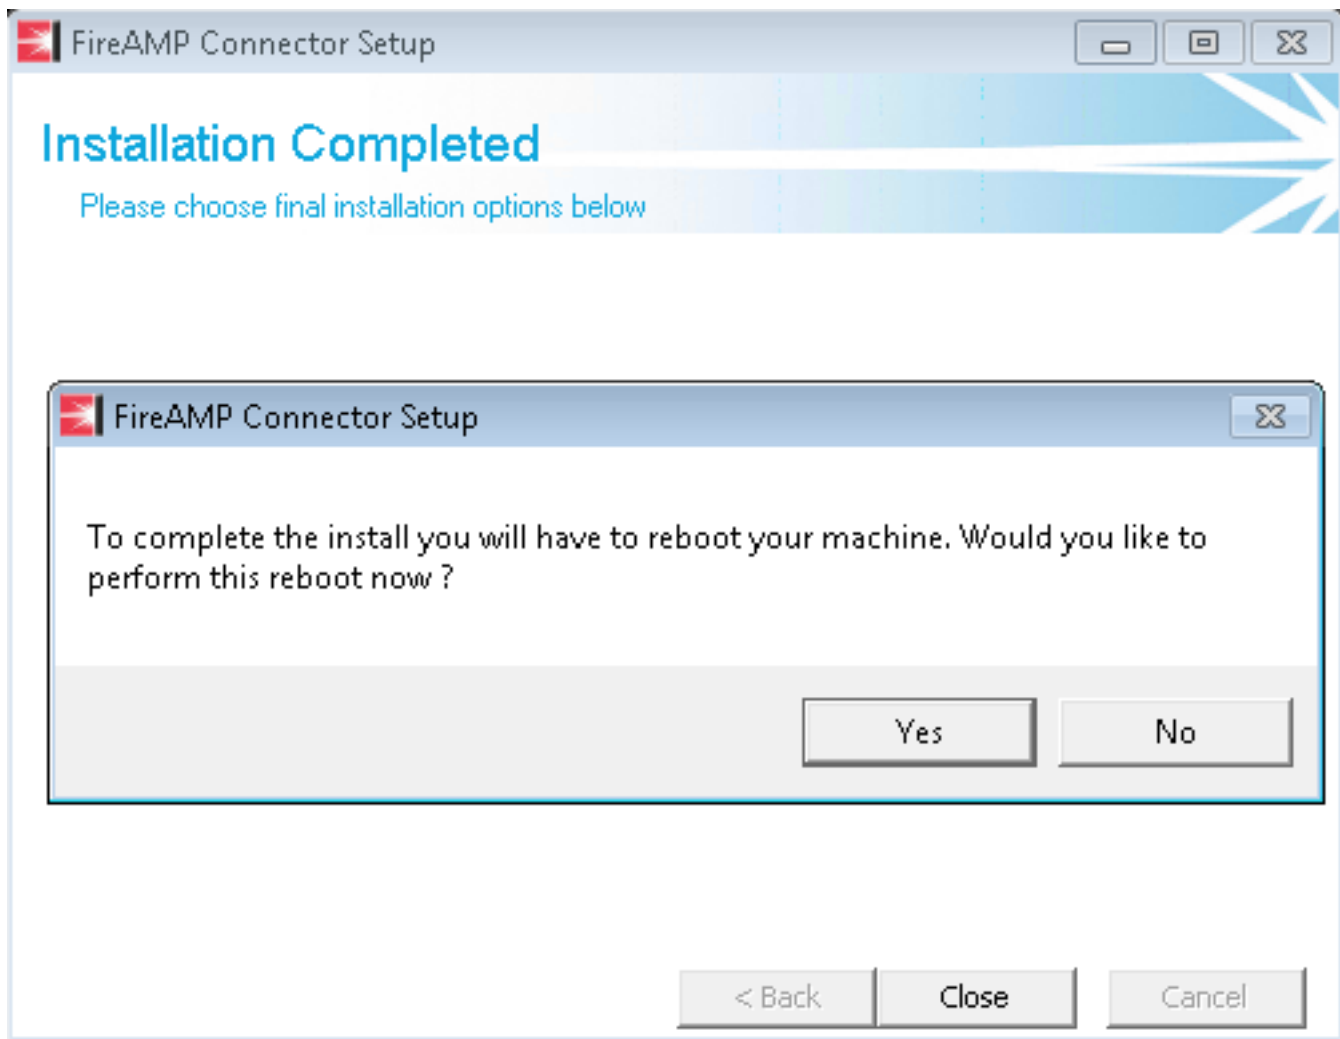 FireAMP Connector Setup
Installation Completed
Please choose final installation options below
FireAMP Connector Setup
To complete the install you will have to reboot your machine. Would you like to
perform this reboot now ?
Yes
No
< Back
Close
Cancel